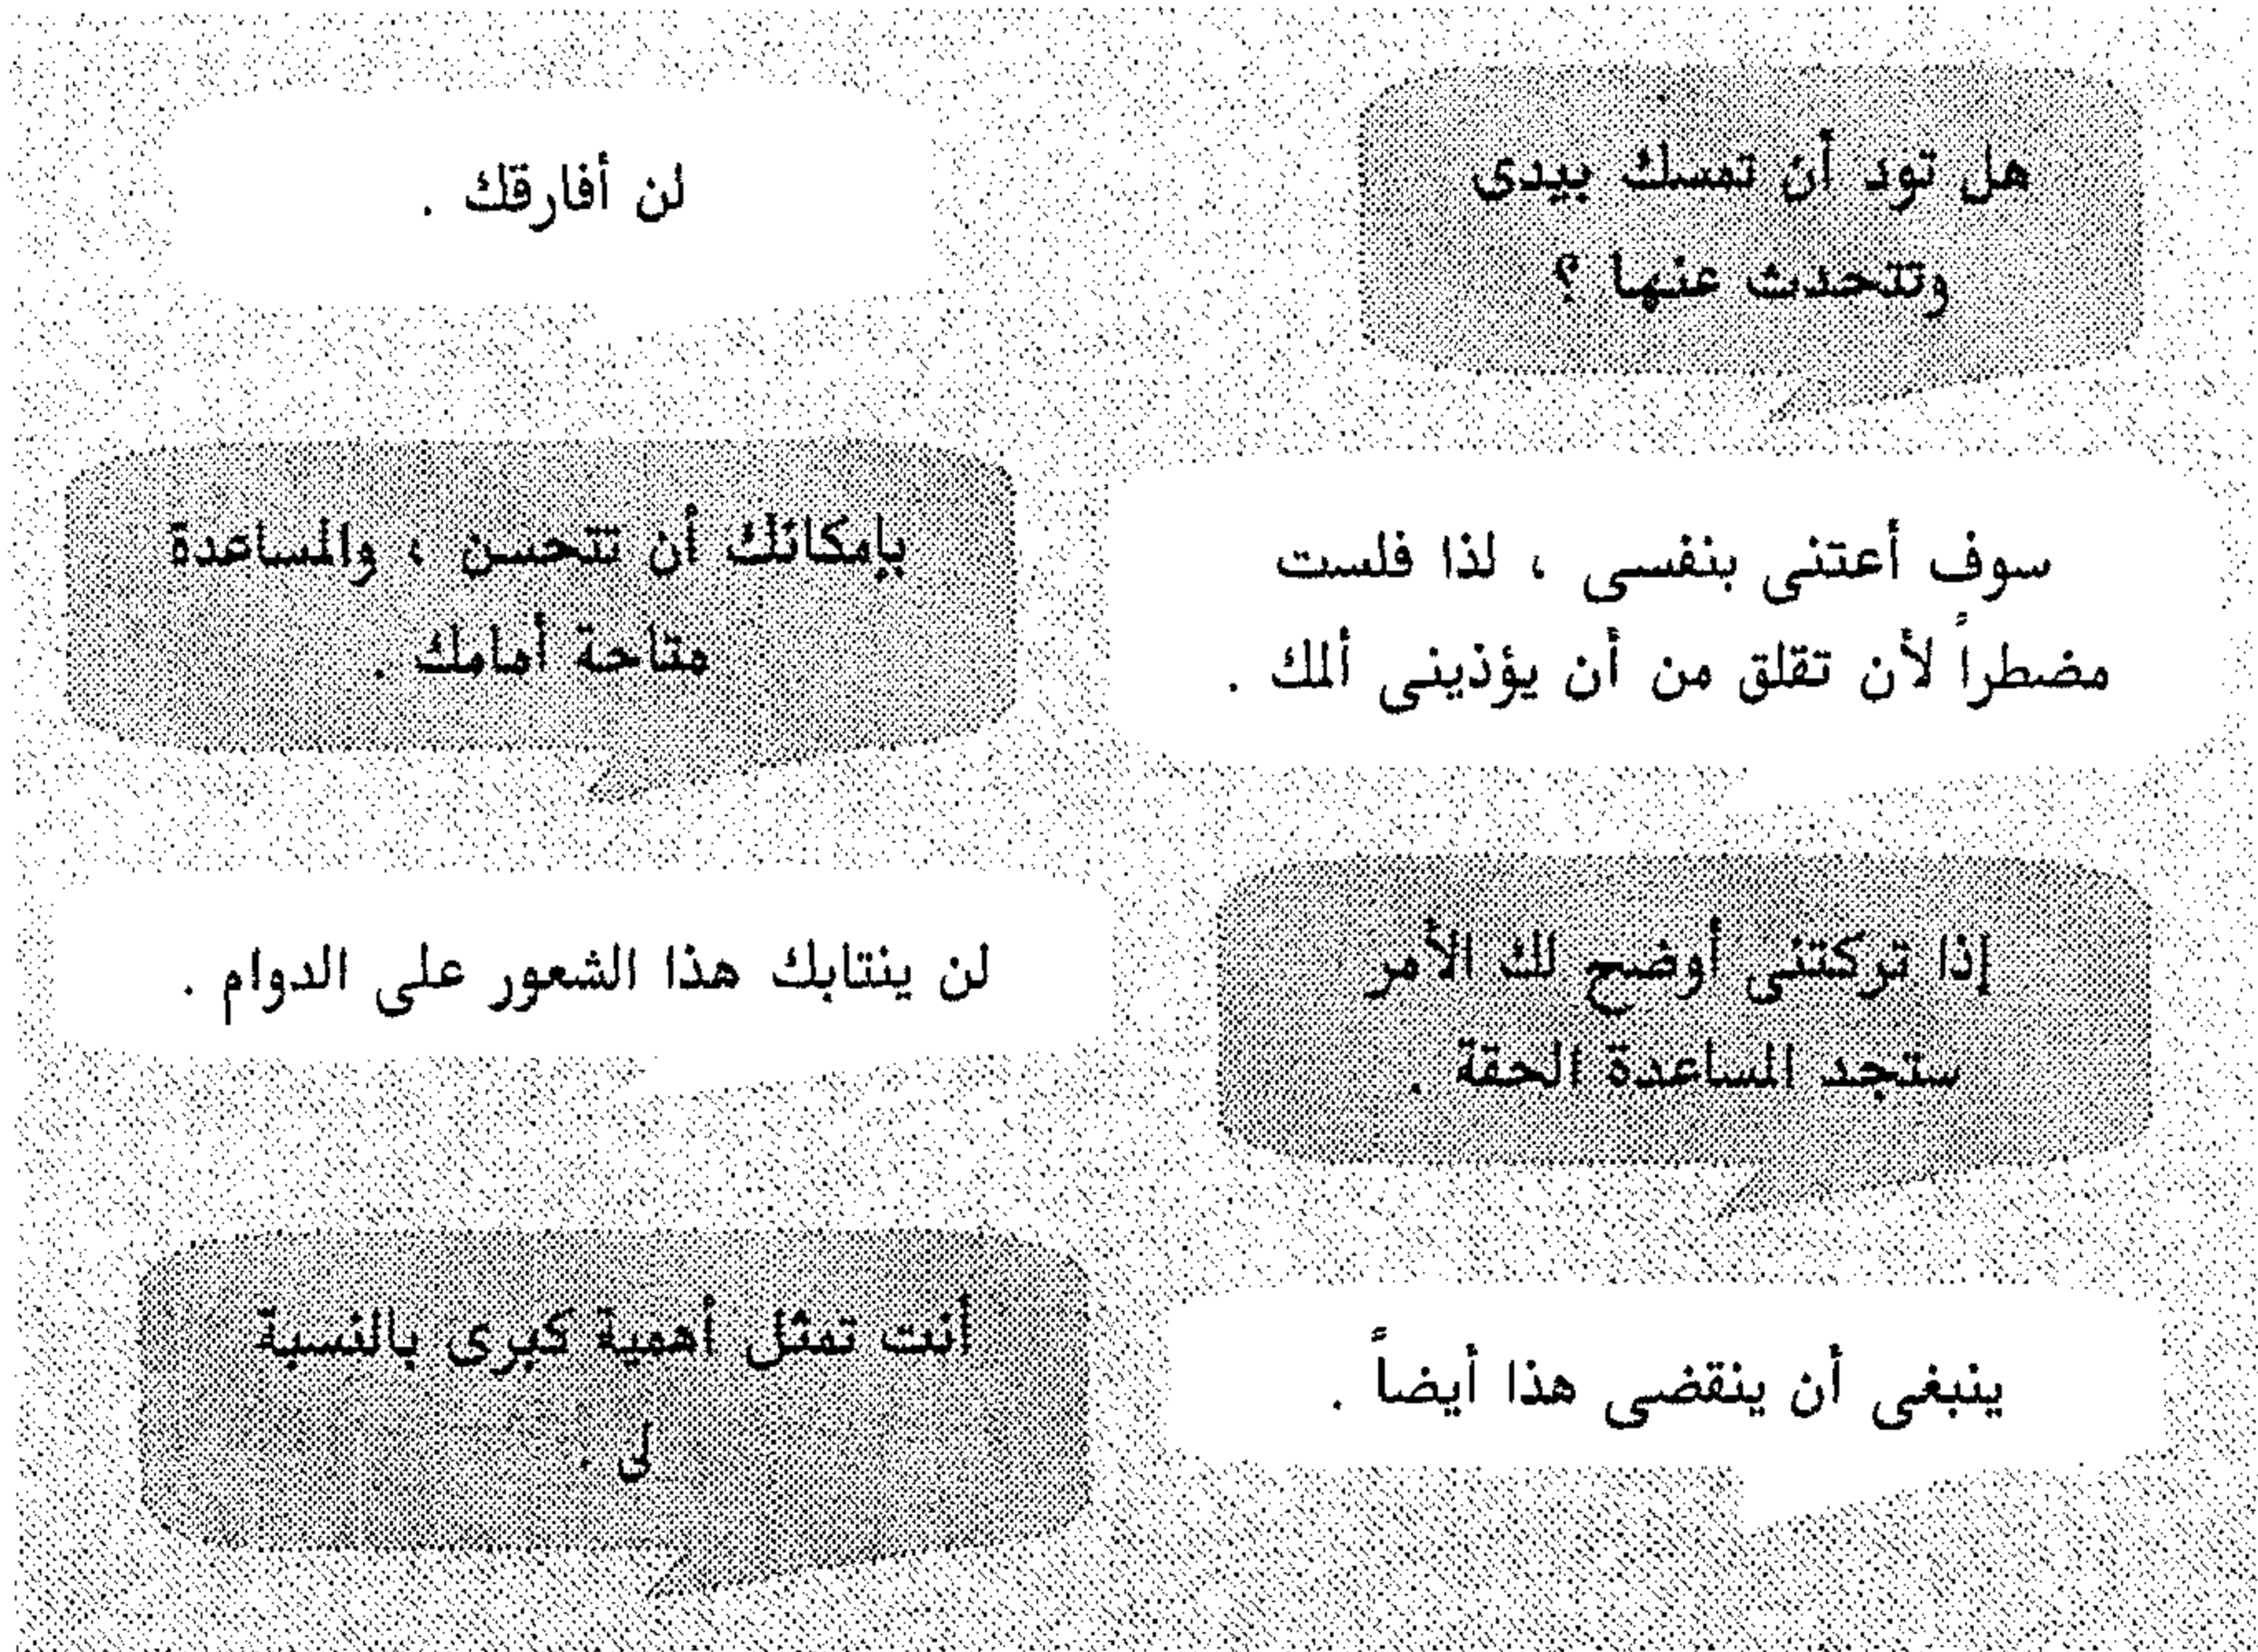 هل تود أن تمسك بيدى
وتتحدث عنها ؟
لن أفارقك .
سوف أعتنى بنفسى ، لذا فلست
مضطراً لأن تقلق من أن يؤذينى ألمك .
بإمكانك أن تتحسن ، والمساعدة
متاحة أمامك .
إذا تركتنى أوضح لك الأمر
ستجد المساعدة الحقة .
لن ينتابك هذا الشعور على الدوام .
ينبغى أن ينقضى هذا أيضاً .
أنت تمثل أهمية كبرى بالنسبة
لى .